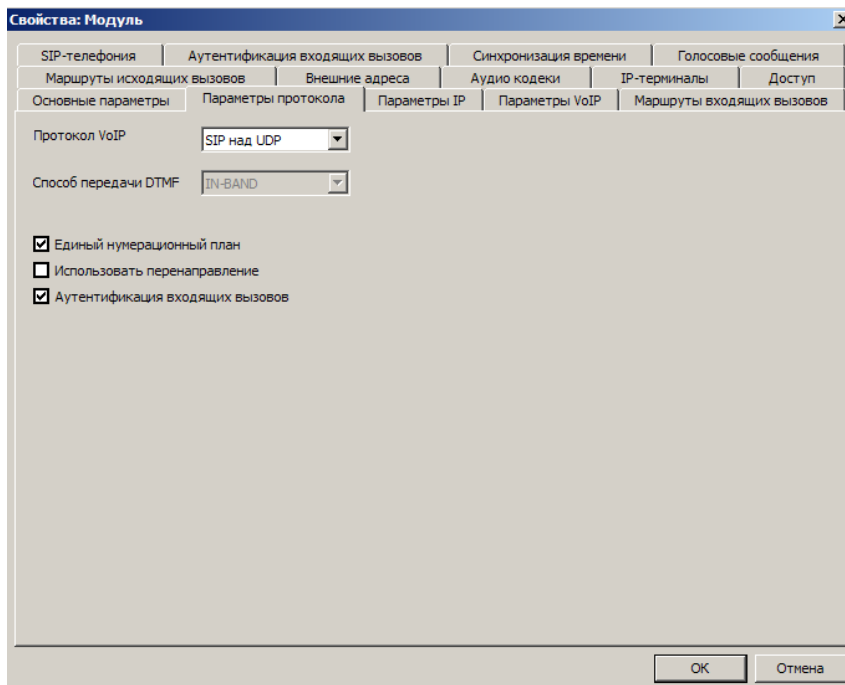 Свойства: Модуль
SIP-телефония Аутентификация входящих вызовов Синхронизация времени Голосовые сообщения
Маршруты исходящих вызовов Внешние адреса Аудио кодеки IP-терминалы Доступ
Основные параметры Параметры протокола Параметры IP Параметры VoIP Маршруты входящих вызовов
Протокол VoIP SIP над UDP
Способ передачи DTMF IN-BAND
Единый нумерационный план
Использовать перенаправление
Аутентификация входящих вызовов
OK Отмена